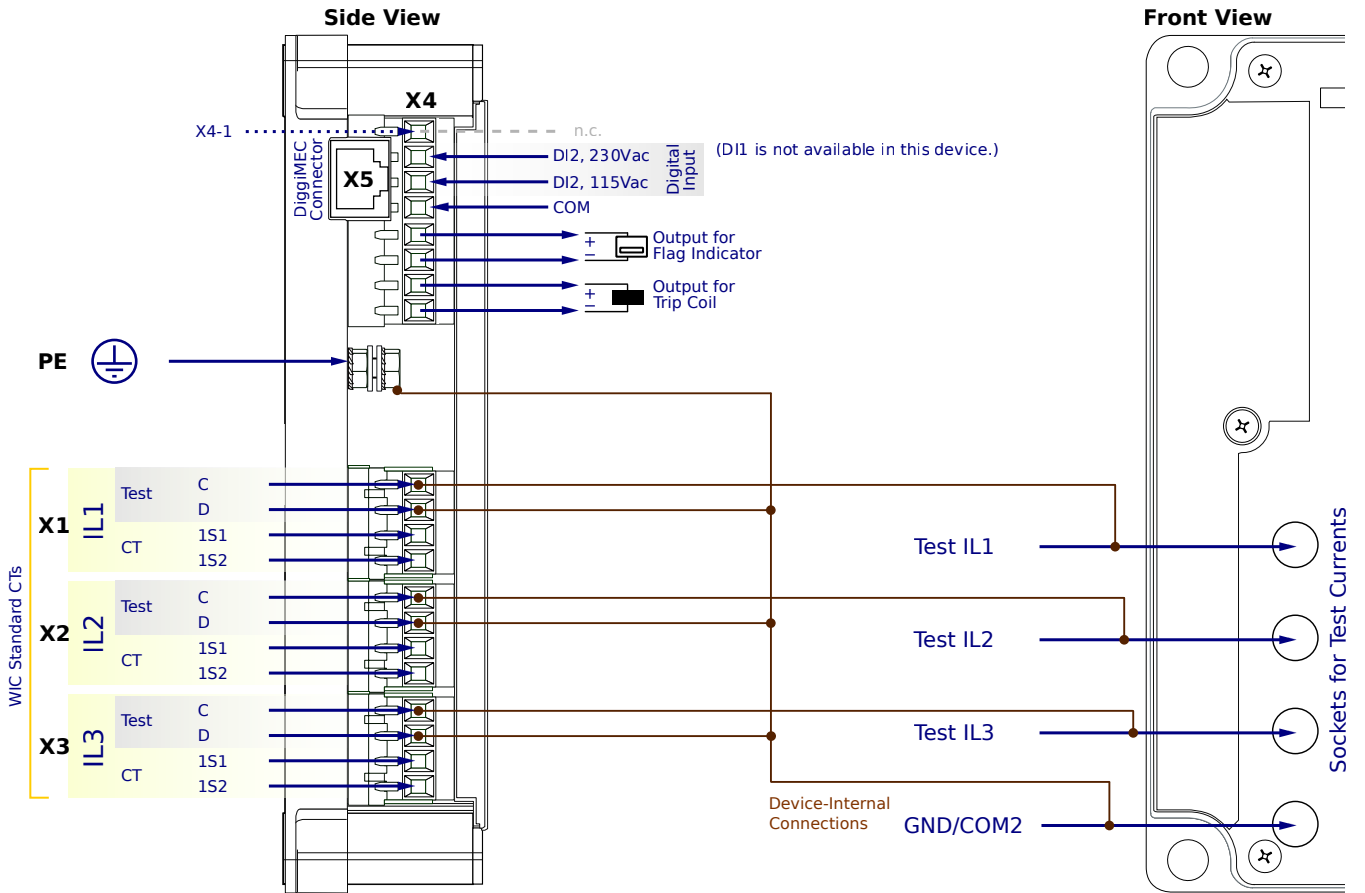 Side View
Front View
X4
X4-1
n.c.
DiggiMEC
Connector
X5
DI2, 230Vac
DI2, 115Vac
Digital
Input
(DI1 is not available in this device.)
COM
+
−
Output for
Flag Indicator
+
−
Output for
Trip Coil
PE
WIC Standard CTs
X1
IL1
Test
C
D
CT
1S1
1S2
X2
IL2
Test
C
D
CT
1S1
1S2
X3
IL3
Test
C
D
CT
1S1
1S2
Test IL1
Test IL2
Test IL3
Device-Internal
Connections
GND/COM2
Sockets for Test Currents